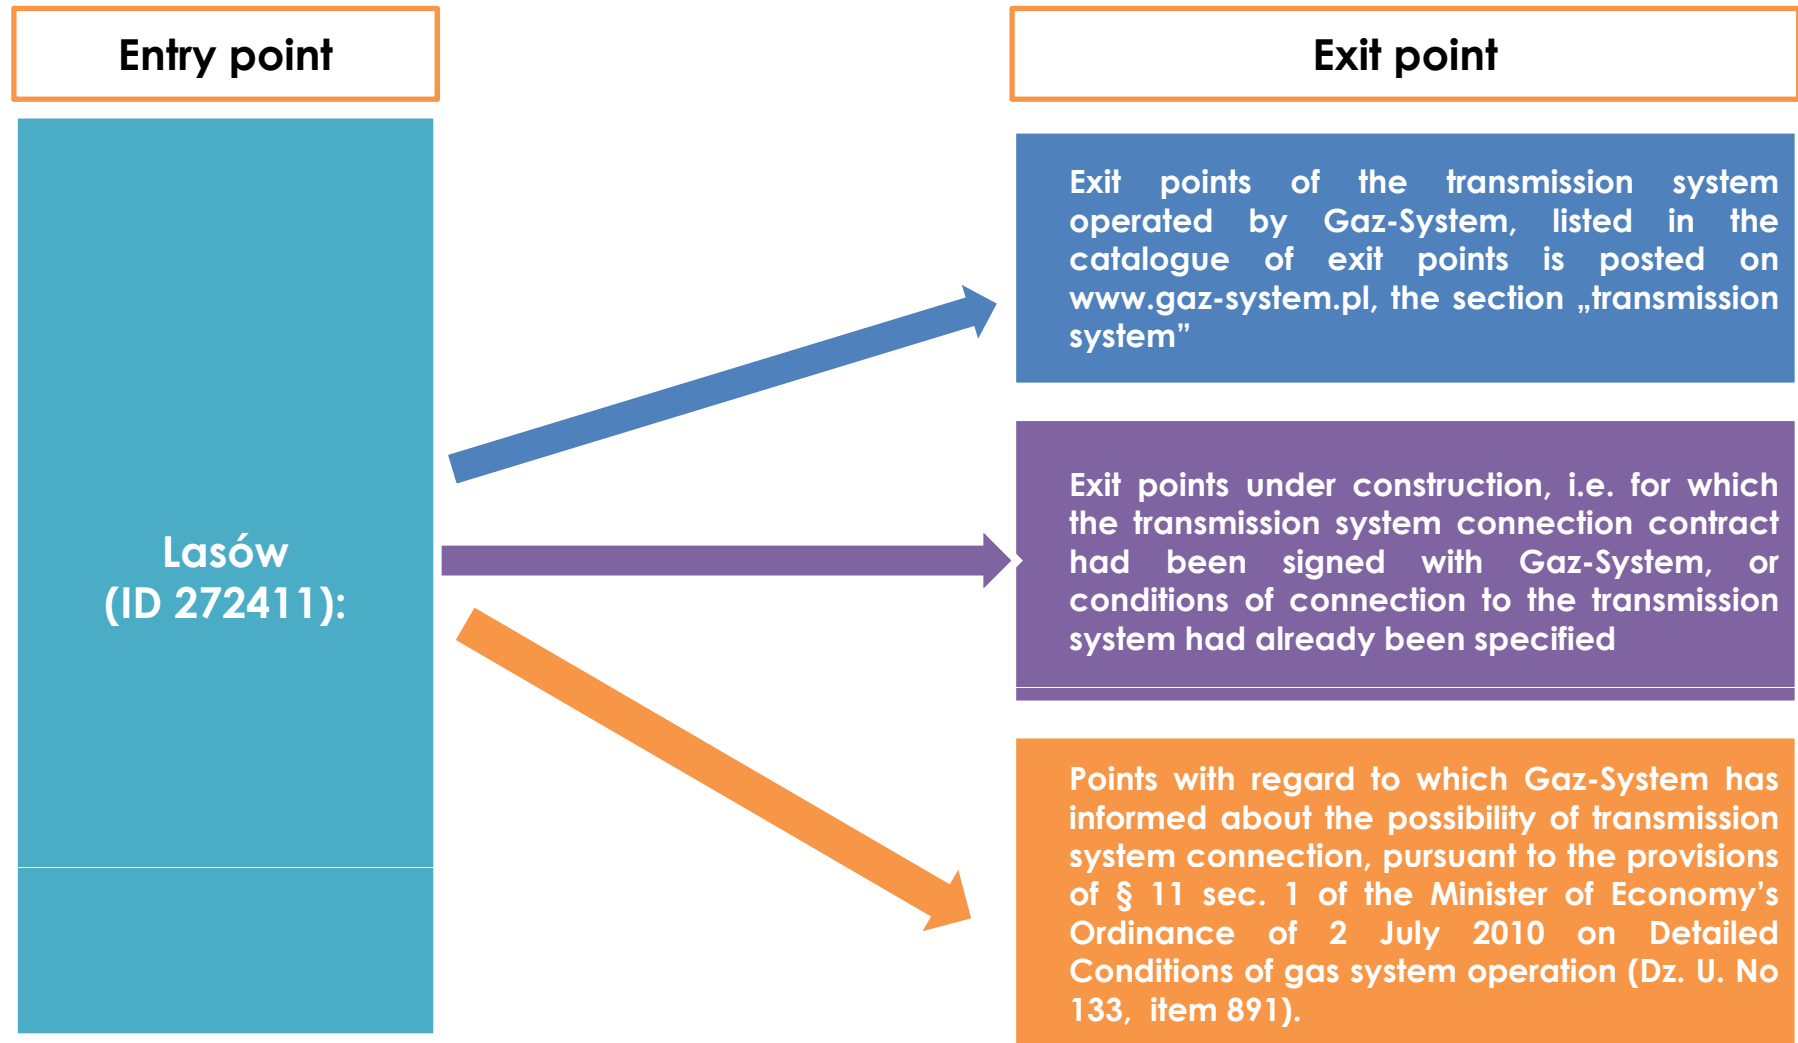 Entry point
Exit point
Lasów
(ID 272411):
Exit points of the transmission system
operated by Gaz-System, listed in the
catalogue of exit points is posted on
www.gaz-system.pl, the section „transmission
system”
Exit points under construction, i.e. for which
the transmission system connection contract
had been signed with Gaz-System, or
conditions of connection to the transmission
system had already been specified
Points with regard to which Gaz-System has
informed about the possibility of transmission
system connection, pursuant to the provisions
of § 11 sec. 1 of the Minister of Economy’s
Ordinance of 2 July 2010 on Detailed
Conditions of gas system operation (Dz. U. No
133, item 891).